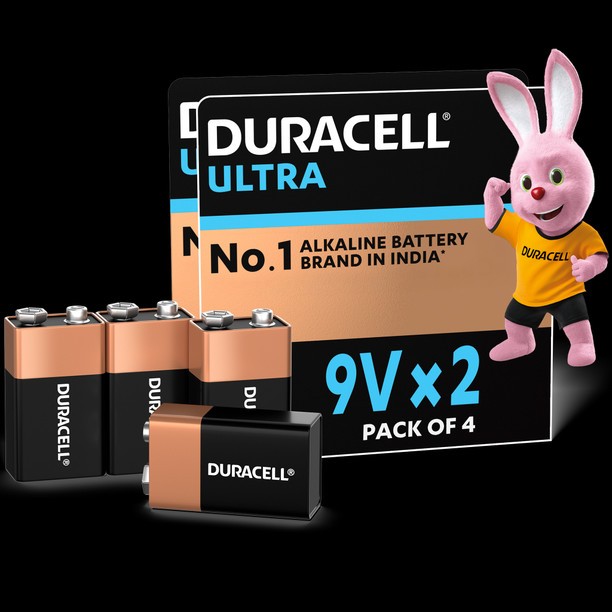 DURACELL®
ULTRA
No.1 ALKALINE BATTERY
BRAND IN INDIA*
9V x 2
PACK OF 4
DURACELL
DURACELL®
DURACELL®